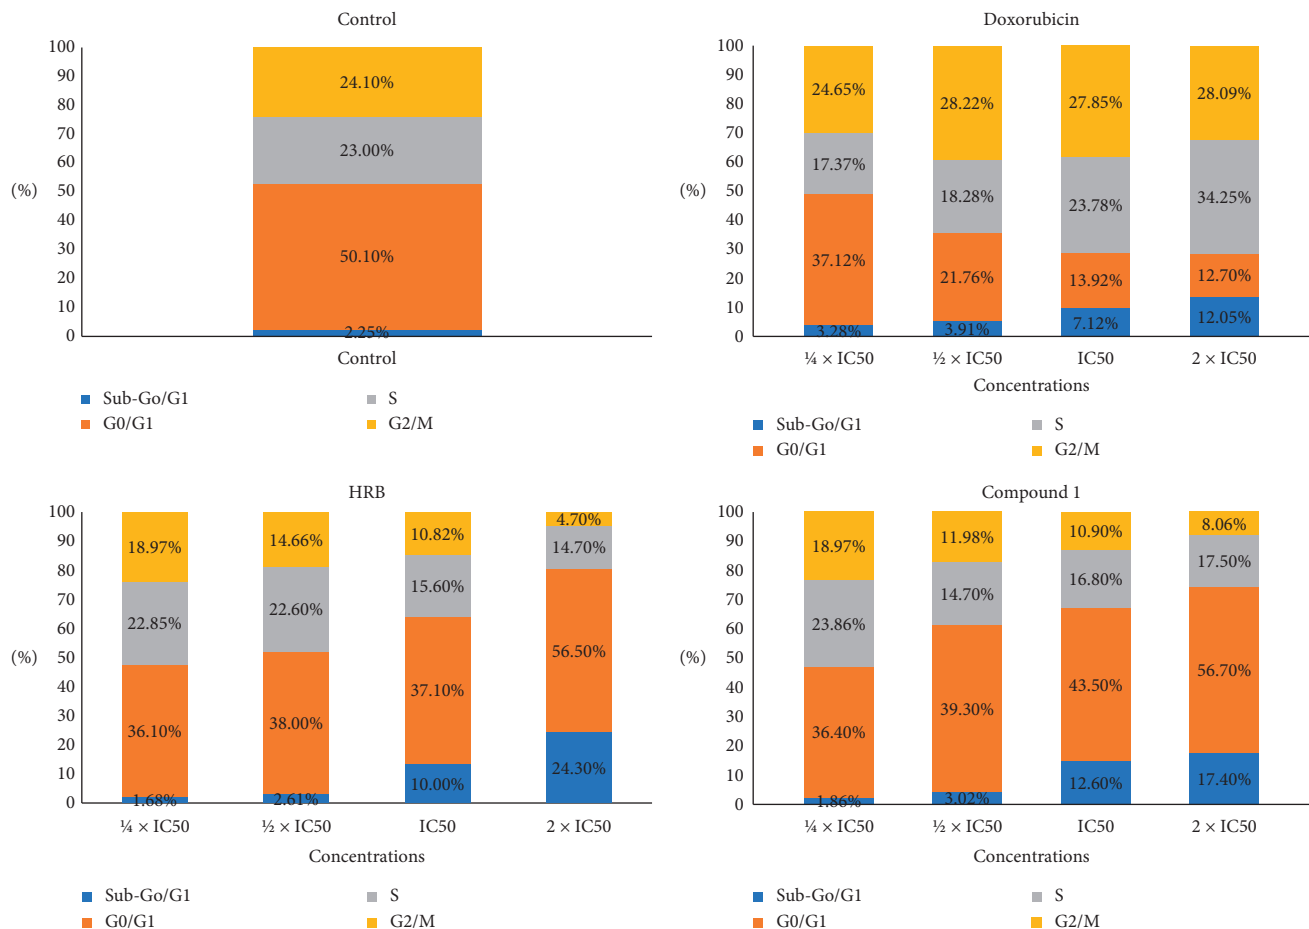 Control
100
90
80
70
60
50
40
30
20
10
0
(%)
24.10%
23.00%
50.10%
2.25%
Control
Sub-Go/G1
S
G0/G1
G2/M
Doxorubicin
100
90
80
70
60
50
40
30
20
10
0
(%)
24.65% 28.22% 27.85% 28.09%
17.37% 18.28% 23.78% 34.25%
37.12% 21.76% 13.92% 12.70%
3.28% 3.91% 7.12% 12.05%
¼ × IC50 ½ × IC50 IC50 2 × IC50
Concentrations
Sub-Go/G1
S
G0/G1
G2/M
HRB
100
90
80
70
60
50
40
30
20
10
0
(%)
18.97% 14.66% 10.82% 4.70%
22.85% 22.60% 15.60% 14.70%
36.10% 38.00% 37.10% 56.50%
1.68% 2.61% 10.00% 24.30%
¼ × IC50 ½ × IC50 IC50 2 × IC50
Concentrations
Sub-Go/G1
S
G0/G1
G2/M
Compound 1
100
90
80
70
60
50
40
30
20
10
0
(%)
18.97% 11.98% 10.90% 8.06%
23.86% 14.70% 16.80% 17.50%
36.40% 39.30% 43.50% 56.70%
1.86% 3.02% 12.60% 17.40%
¼ × IC50 ½ × IC50 IC50 2 × IC50
Concentrations
Sub-Go/G1
S
G0/G1
G2/M